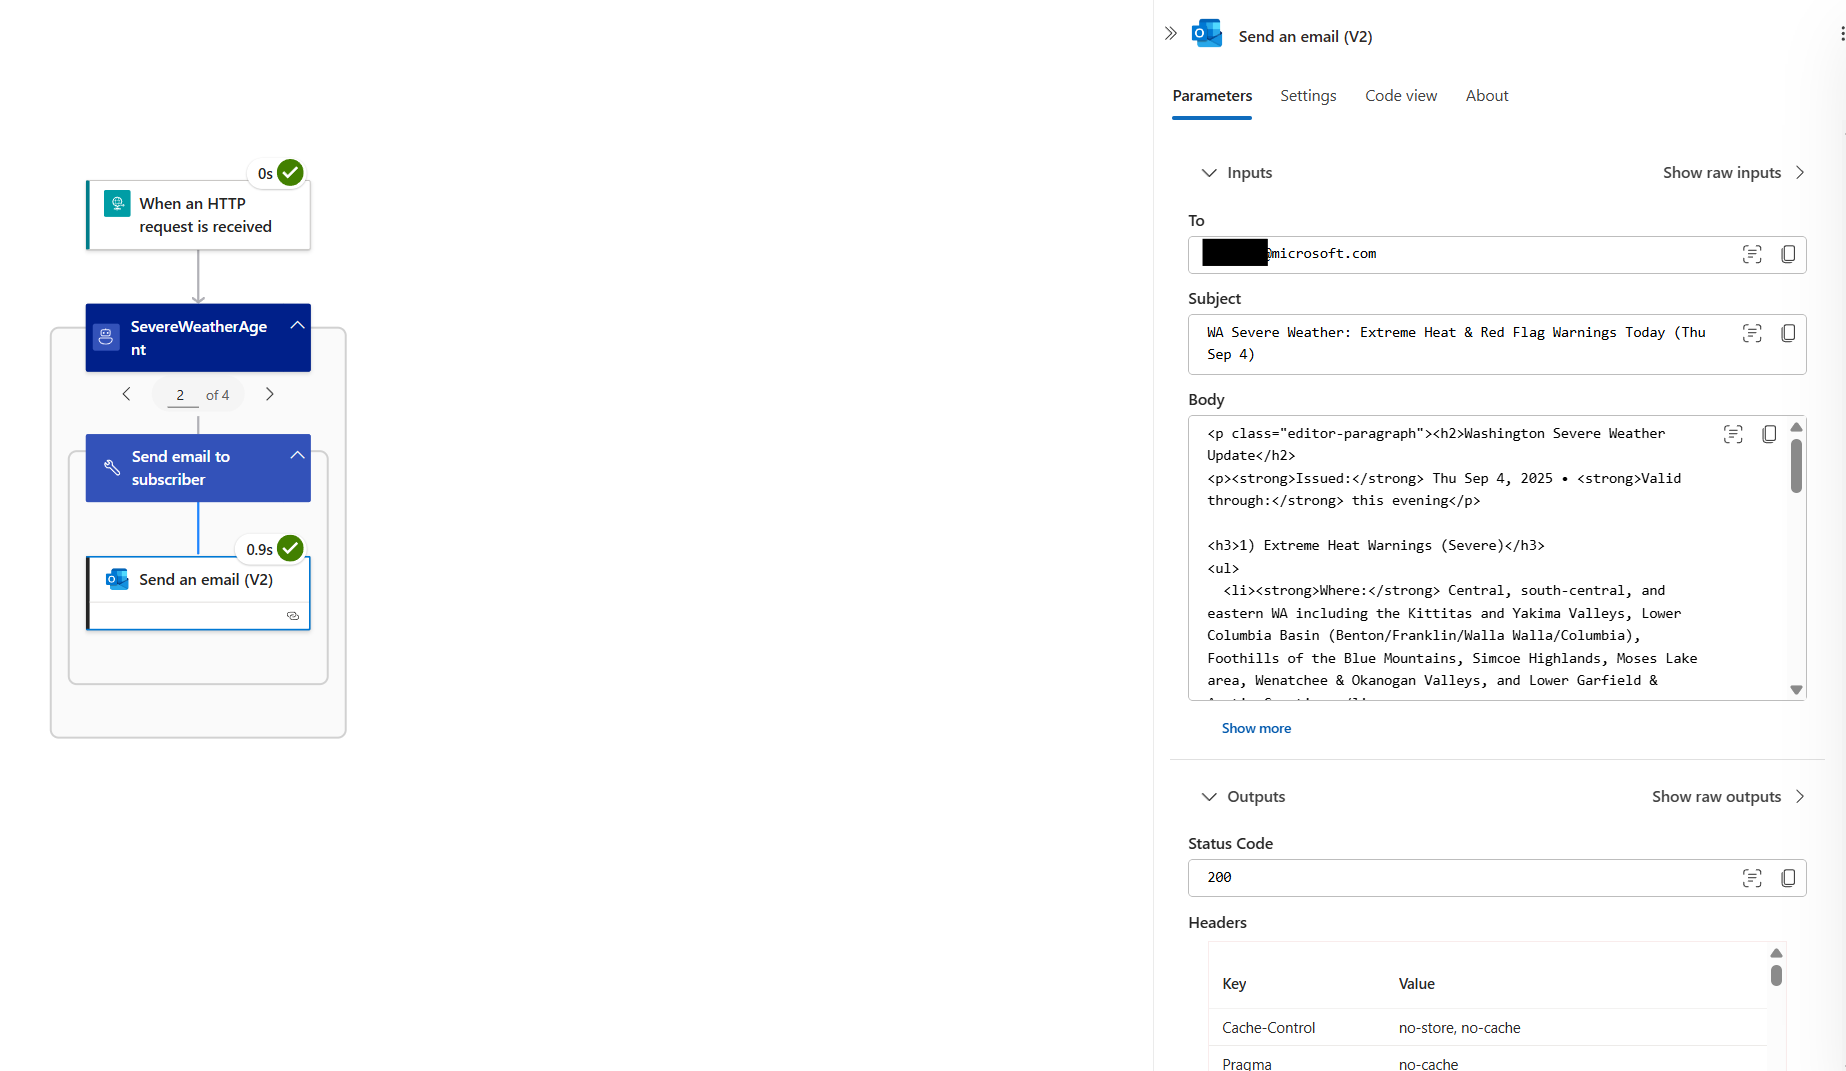 0s
When an HTTP
request is received
SevereWeatherAge
nt
2 of 4
Send email to
subscriber
0.9s
Send an email (V2)
Send an email (V2)
Parameters Settings Code view About
Inputs Show raw inputs
To
@microsoft.com
Subject
WA Severe Weather: Extreme Heat & Red Flag Warnings Today (Thu
Sep 4)
Body
<p class="editor-paragraph"><h2>Washington Severe Weather
Update</h2>
<p><strong>Issued:</strong> Thu Sep 4, 2025 • <strong>Valid
through:</strong> this evening</p>
<h3>1) Extreme Heat Warnings (Severe)</h3>
<ul>
<li><strong>Where:</strong> Central, south-central, and
eastern WA including the Kittitas and Yakima Valleys, Lower
Columbia Basin (Benton/Franklin/Walla Walla/Columbia),
Foothills of the Blue Mountains, Simcoe Highlands, Moses Lake
area, Wenatchee & Okanogan Valleys, and Lower Garfield &
Show more
Outputs Show raw outputs
Status Code
200
Headers
Key Value
Cache-Control no-store, no-cache
Pragma no-cache